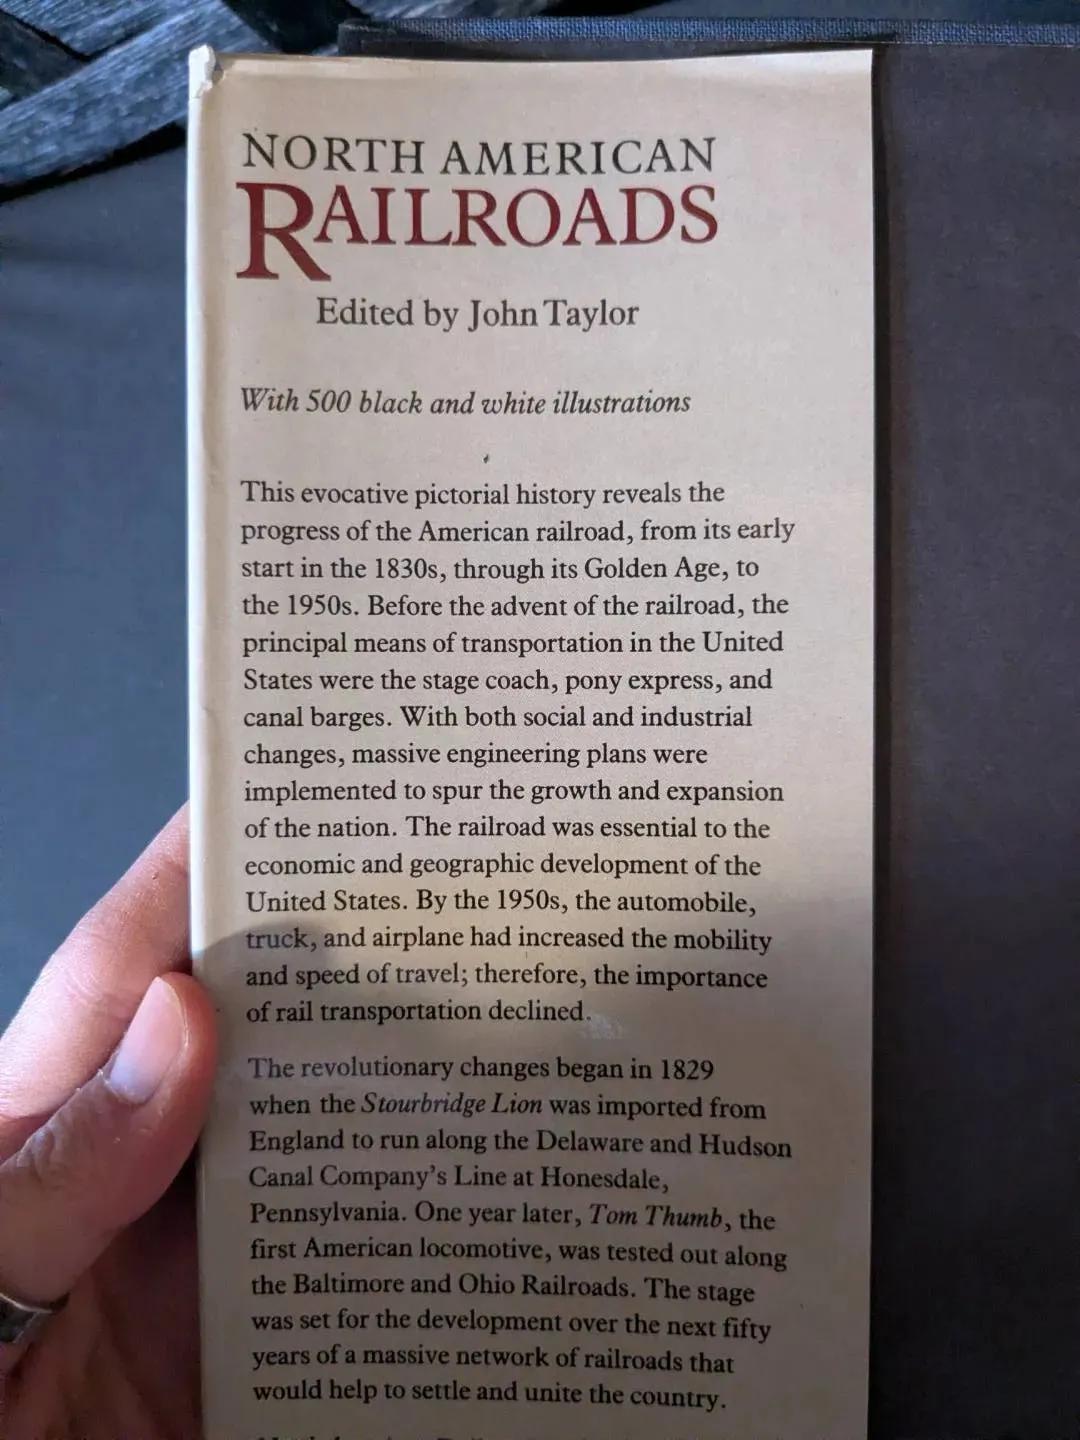 NORTH AMERICAN
RAILROADS
Edited by John Taylor
With 500 black and white illustrations
This evocative pictorial history reveals the
progress of the American railroad, from its early
start in the 1830s, through its Golden Age, to
the 1950s. Before the advent of the railroad, the
principal means of transportation in the United
States were the stage coach, pony express, and
canal barges. With both social and industrial
changes, massive engineering plans were
implemented to spur the growth and expansion
of the nation. The railroad was essential to the
economic and geographic development of the
United States. By the 1950s, the automobile,
truck, and airplane had increased the mobility
and speed of travel; therefore, the importance
of rail transportation declined.
The revolutionary changes began in 1829
when the Stourbridge Lion was imported from
England to run along the Delaware and Hudson
Canal Company's Line at Honesdale,
Pennsylvania. One year later, Tom Thumb, the
first American locomotive, was tested out along
the Baltimore and Ohio Railroads. The stage
was set for the development over the next fifty
years of a massive network of railroads that
would help to settle and unite the country.